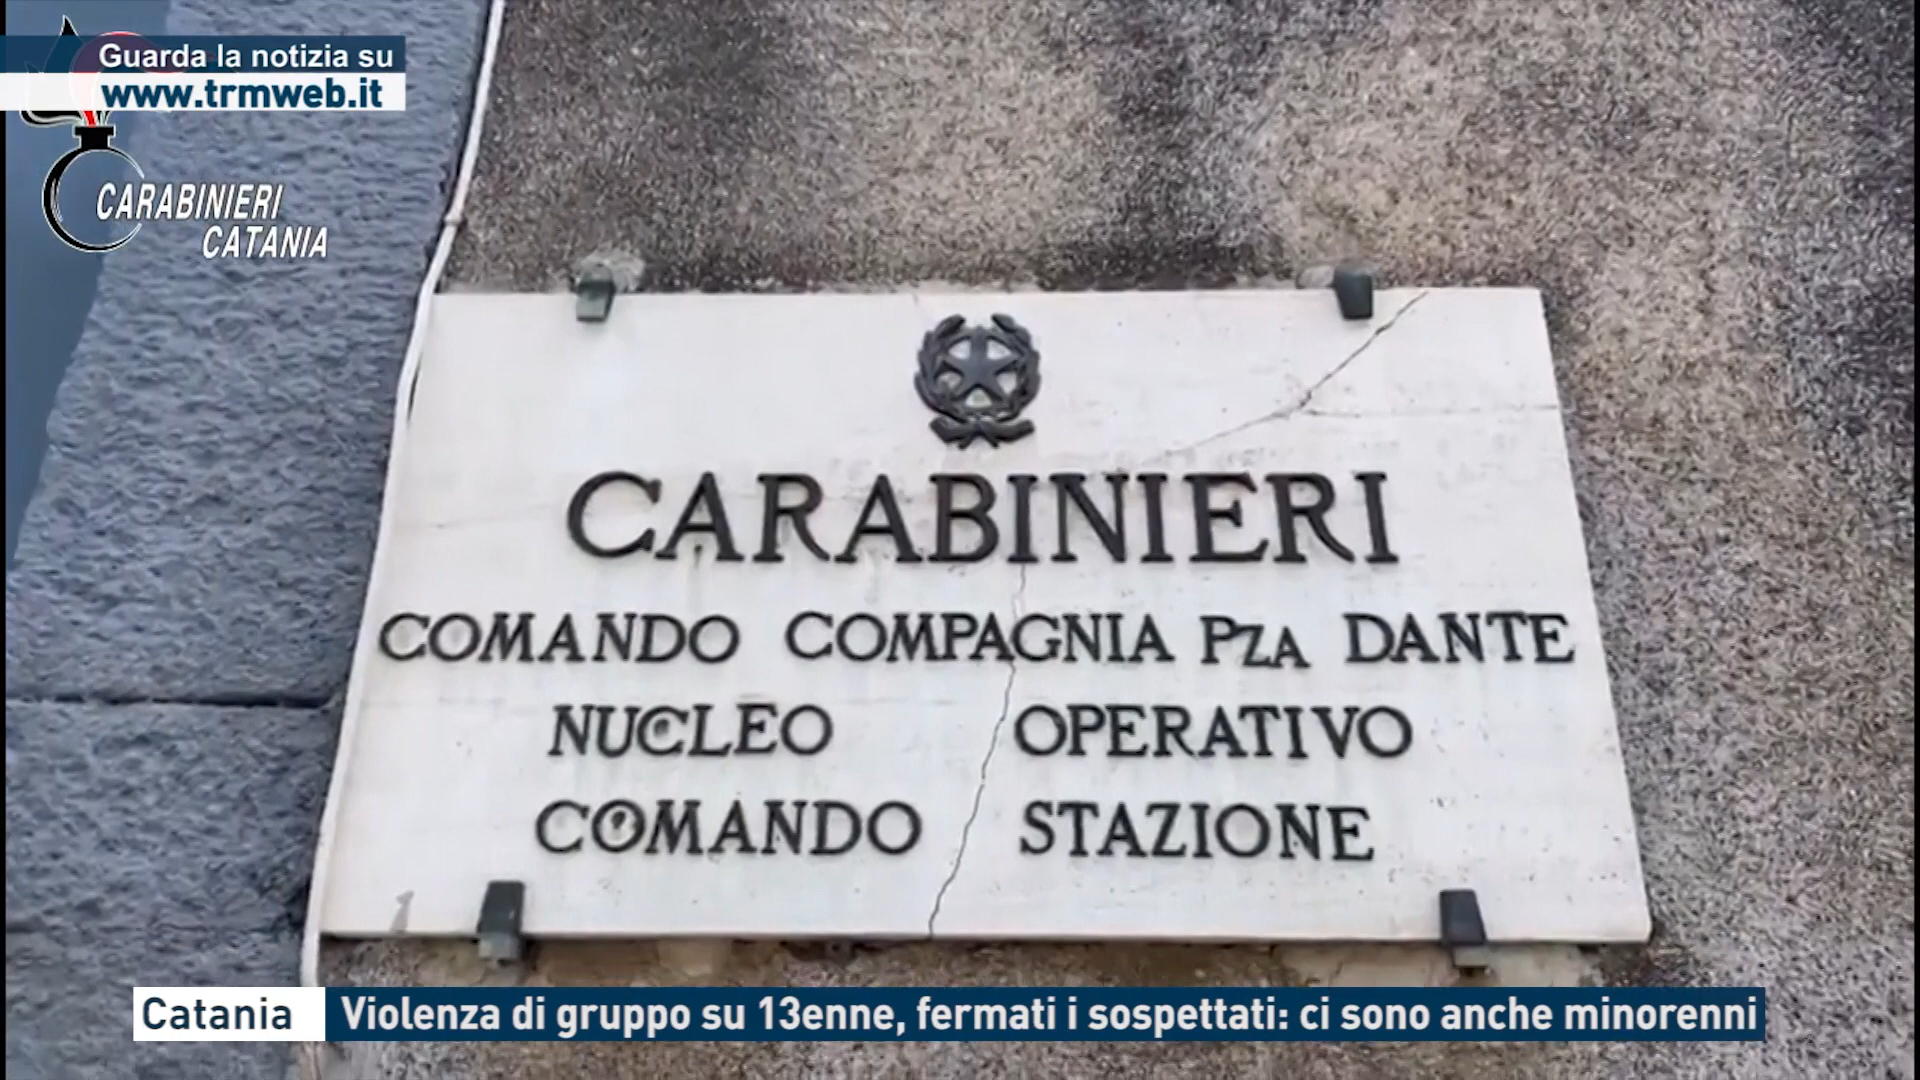 Guarda la notizia su
www.trmweb.it
CARABINIERI
CATANIA
CARABINIERI
COMANDO COMPAGNIA PZA DANTE
NUCLEO OPERATIVO
COMANDO STAZIONE
Catania Violenza di gruppo su 13enne, fermati i sospettati: ci sono anche minorenni